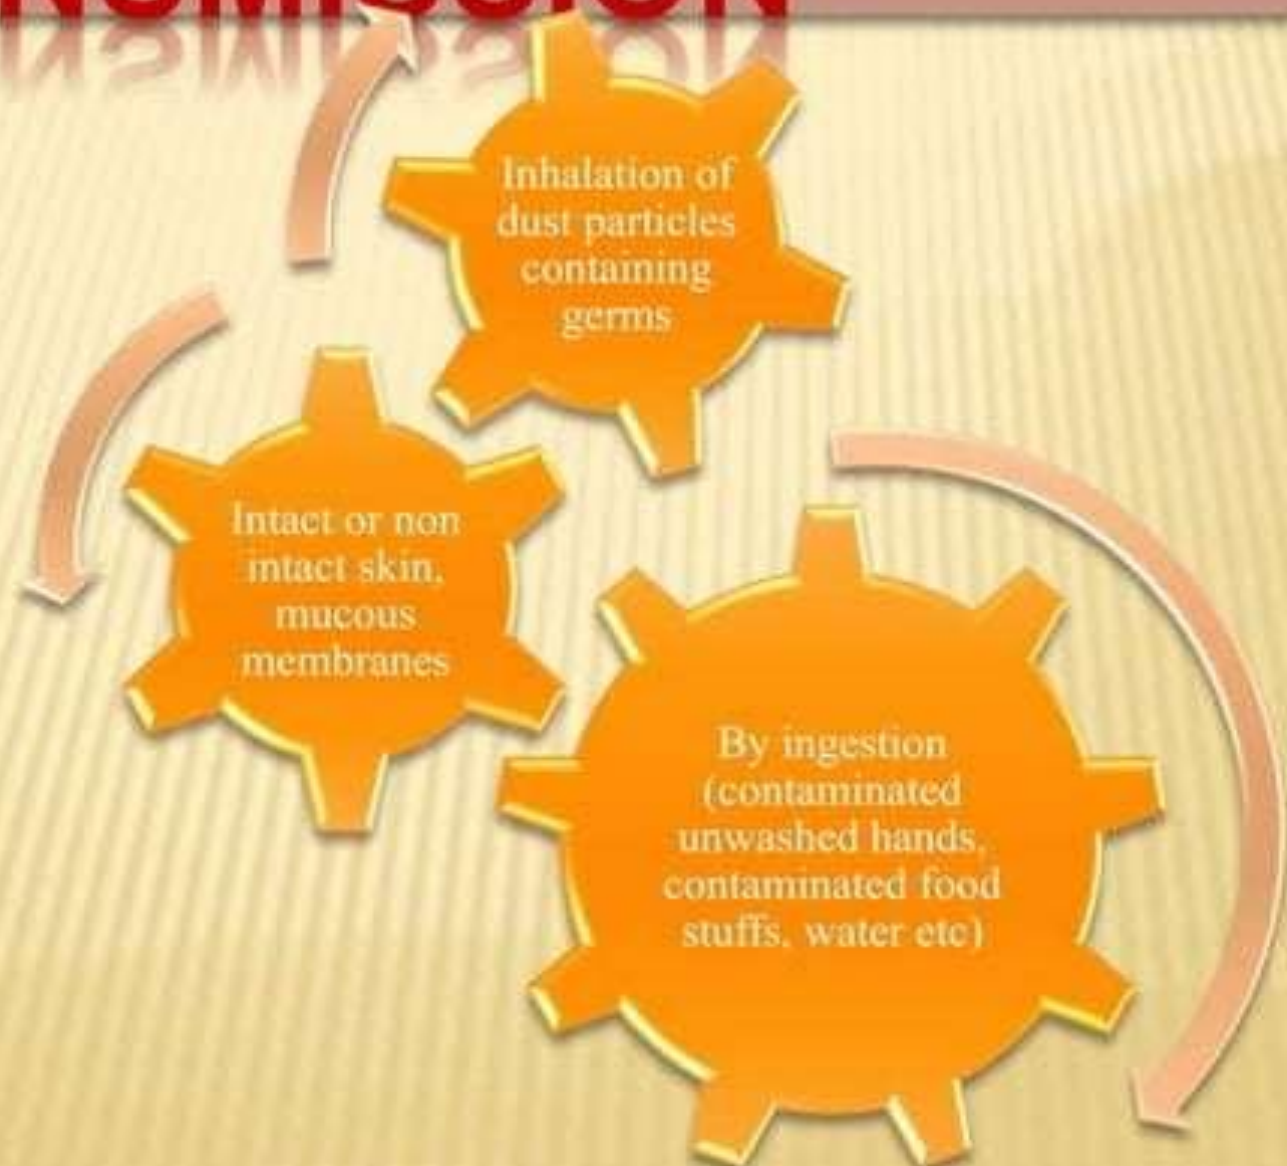 NSMISSION
Inhalation of
dust particles
containing
germs
Intact or non
intact skin,
mucous
membranes
By ingestion
(contaminated
unwashed hands,
contaminated food
stuffs, water etc)